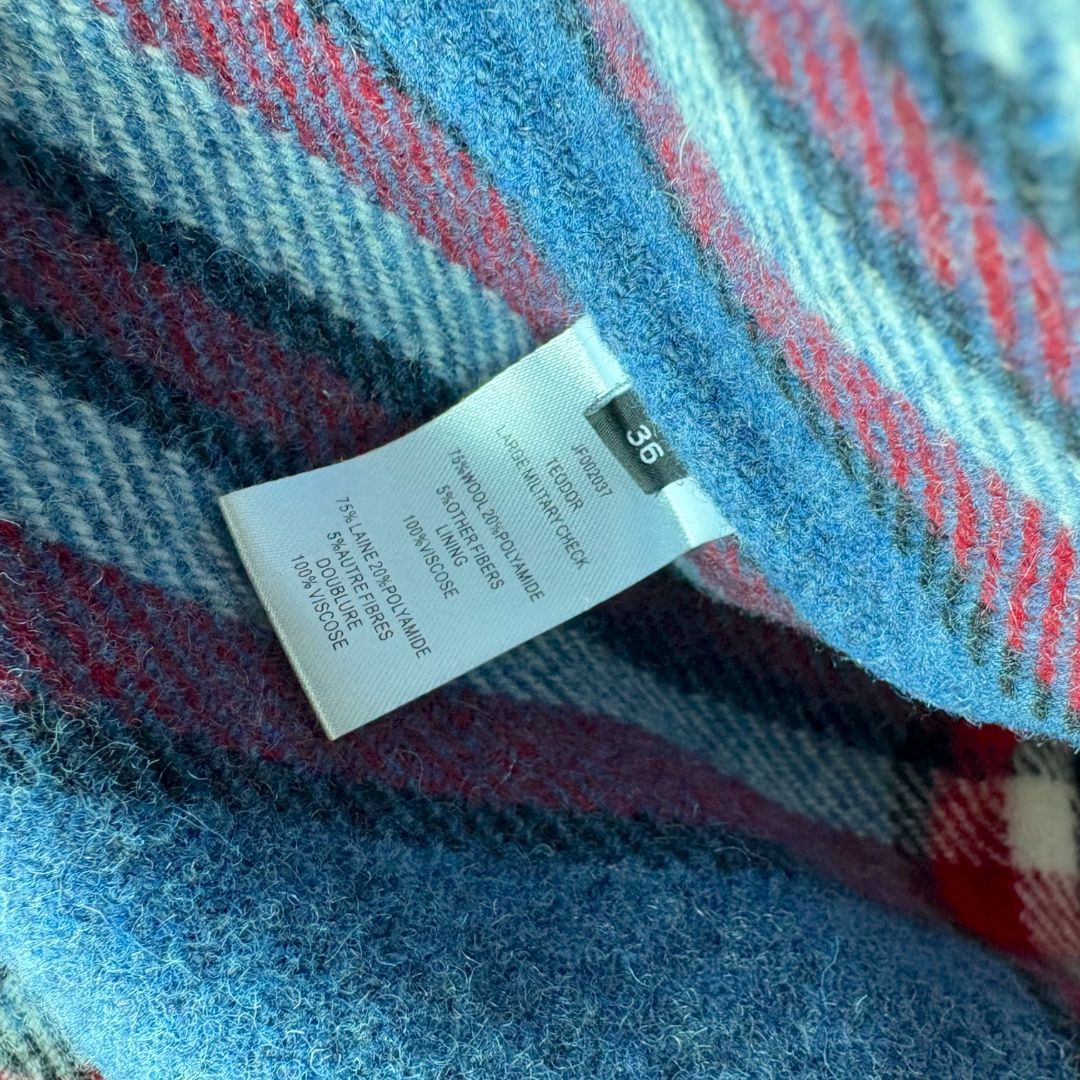 36
JF0102037
TEODOR
LARGE MILITARY CHECK
75%WOOL 20%POLYAMIDE
5%OTHER FIBERS
LINING
100%VISCOSE
75% LAINE 20%POLYAMIDE
5%AUTRE FIBRES
DOUBLURE
100%VISCOSE